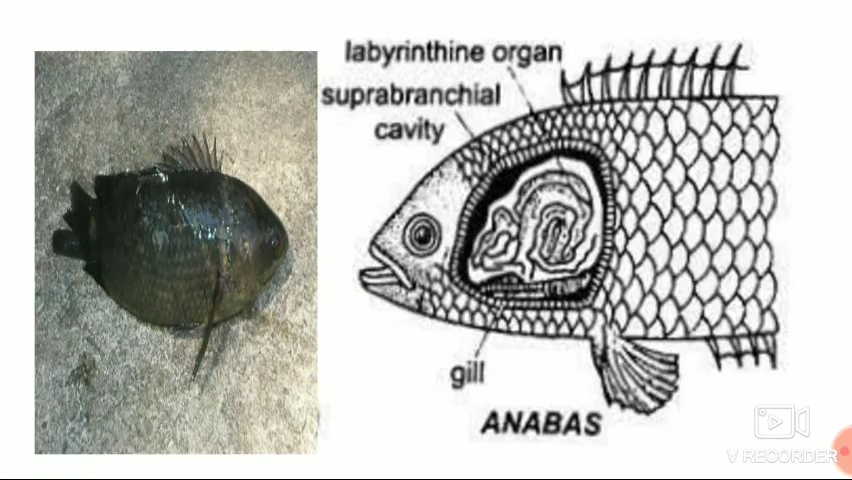 labyrinthine organ
suprabranchial
cavity
gill
ANABAS
V RECORDER